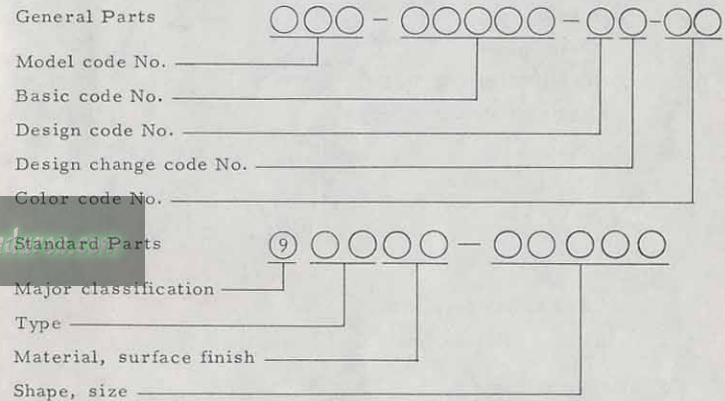 General Parts ○○○ - ○○○○○ - ○○ - ○○
Model code No.
Basic code No.
Design code No.
Design change code No.
Color code No.
Standard Parts ⑨ ○○○○ — ○○○○○
Major classification
Type
Material, surface finish
Shape, size